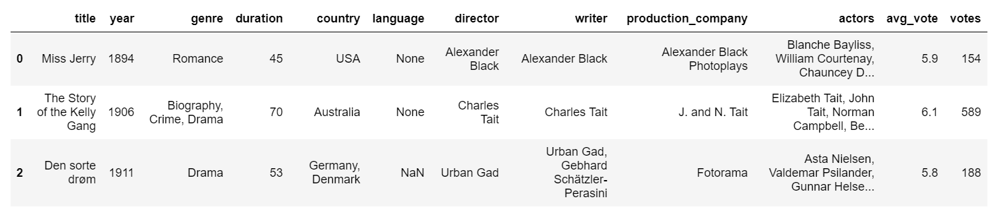 title year genre duration country language director writer production_company actors avg_vote votes
0 Miss Jerry 1894 Romance 45 USA None Alexander Black Alexander Black Alexander Black Photoplays Blanche Bayliss, William Courtenay, Chauncey D... 5.9 154
1 The Story of the Kelly Gang 1906 Biography, Crime, Drama 70 Australia None Charles Tait Charles Tait J. and N. Tait Elizabeth Tait, John Tait, Norman Campbell, Be... 6.1 589
2 Den sorte drøm 1911 Drama 53 Germany, Denmark NaN Urban Gad Urban Gad, Gebhard Schätzler-Perasini Fotorama Asta Nielsen, Valdemar Psilander, Gunnar Helse... 5.8 188